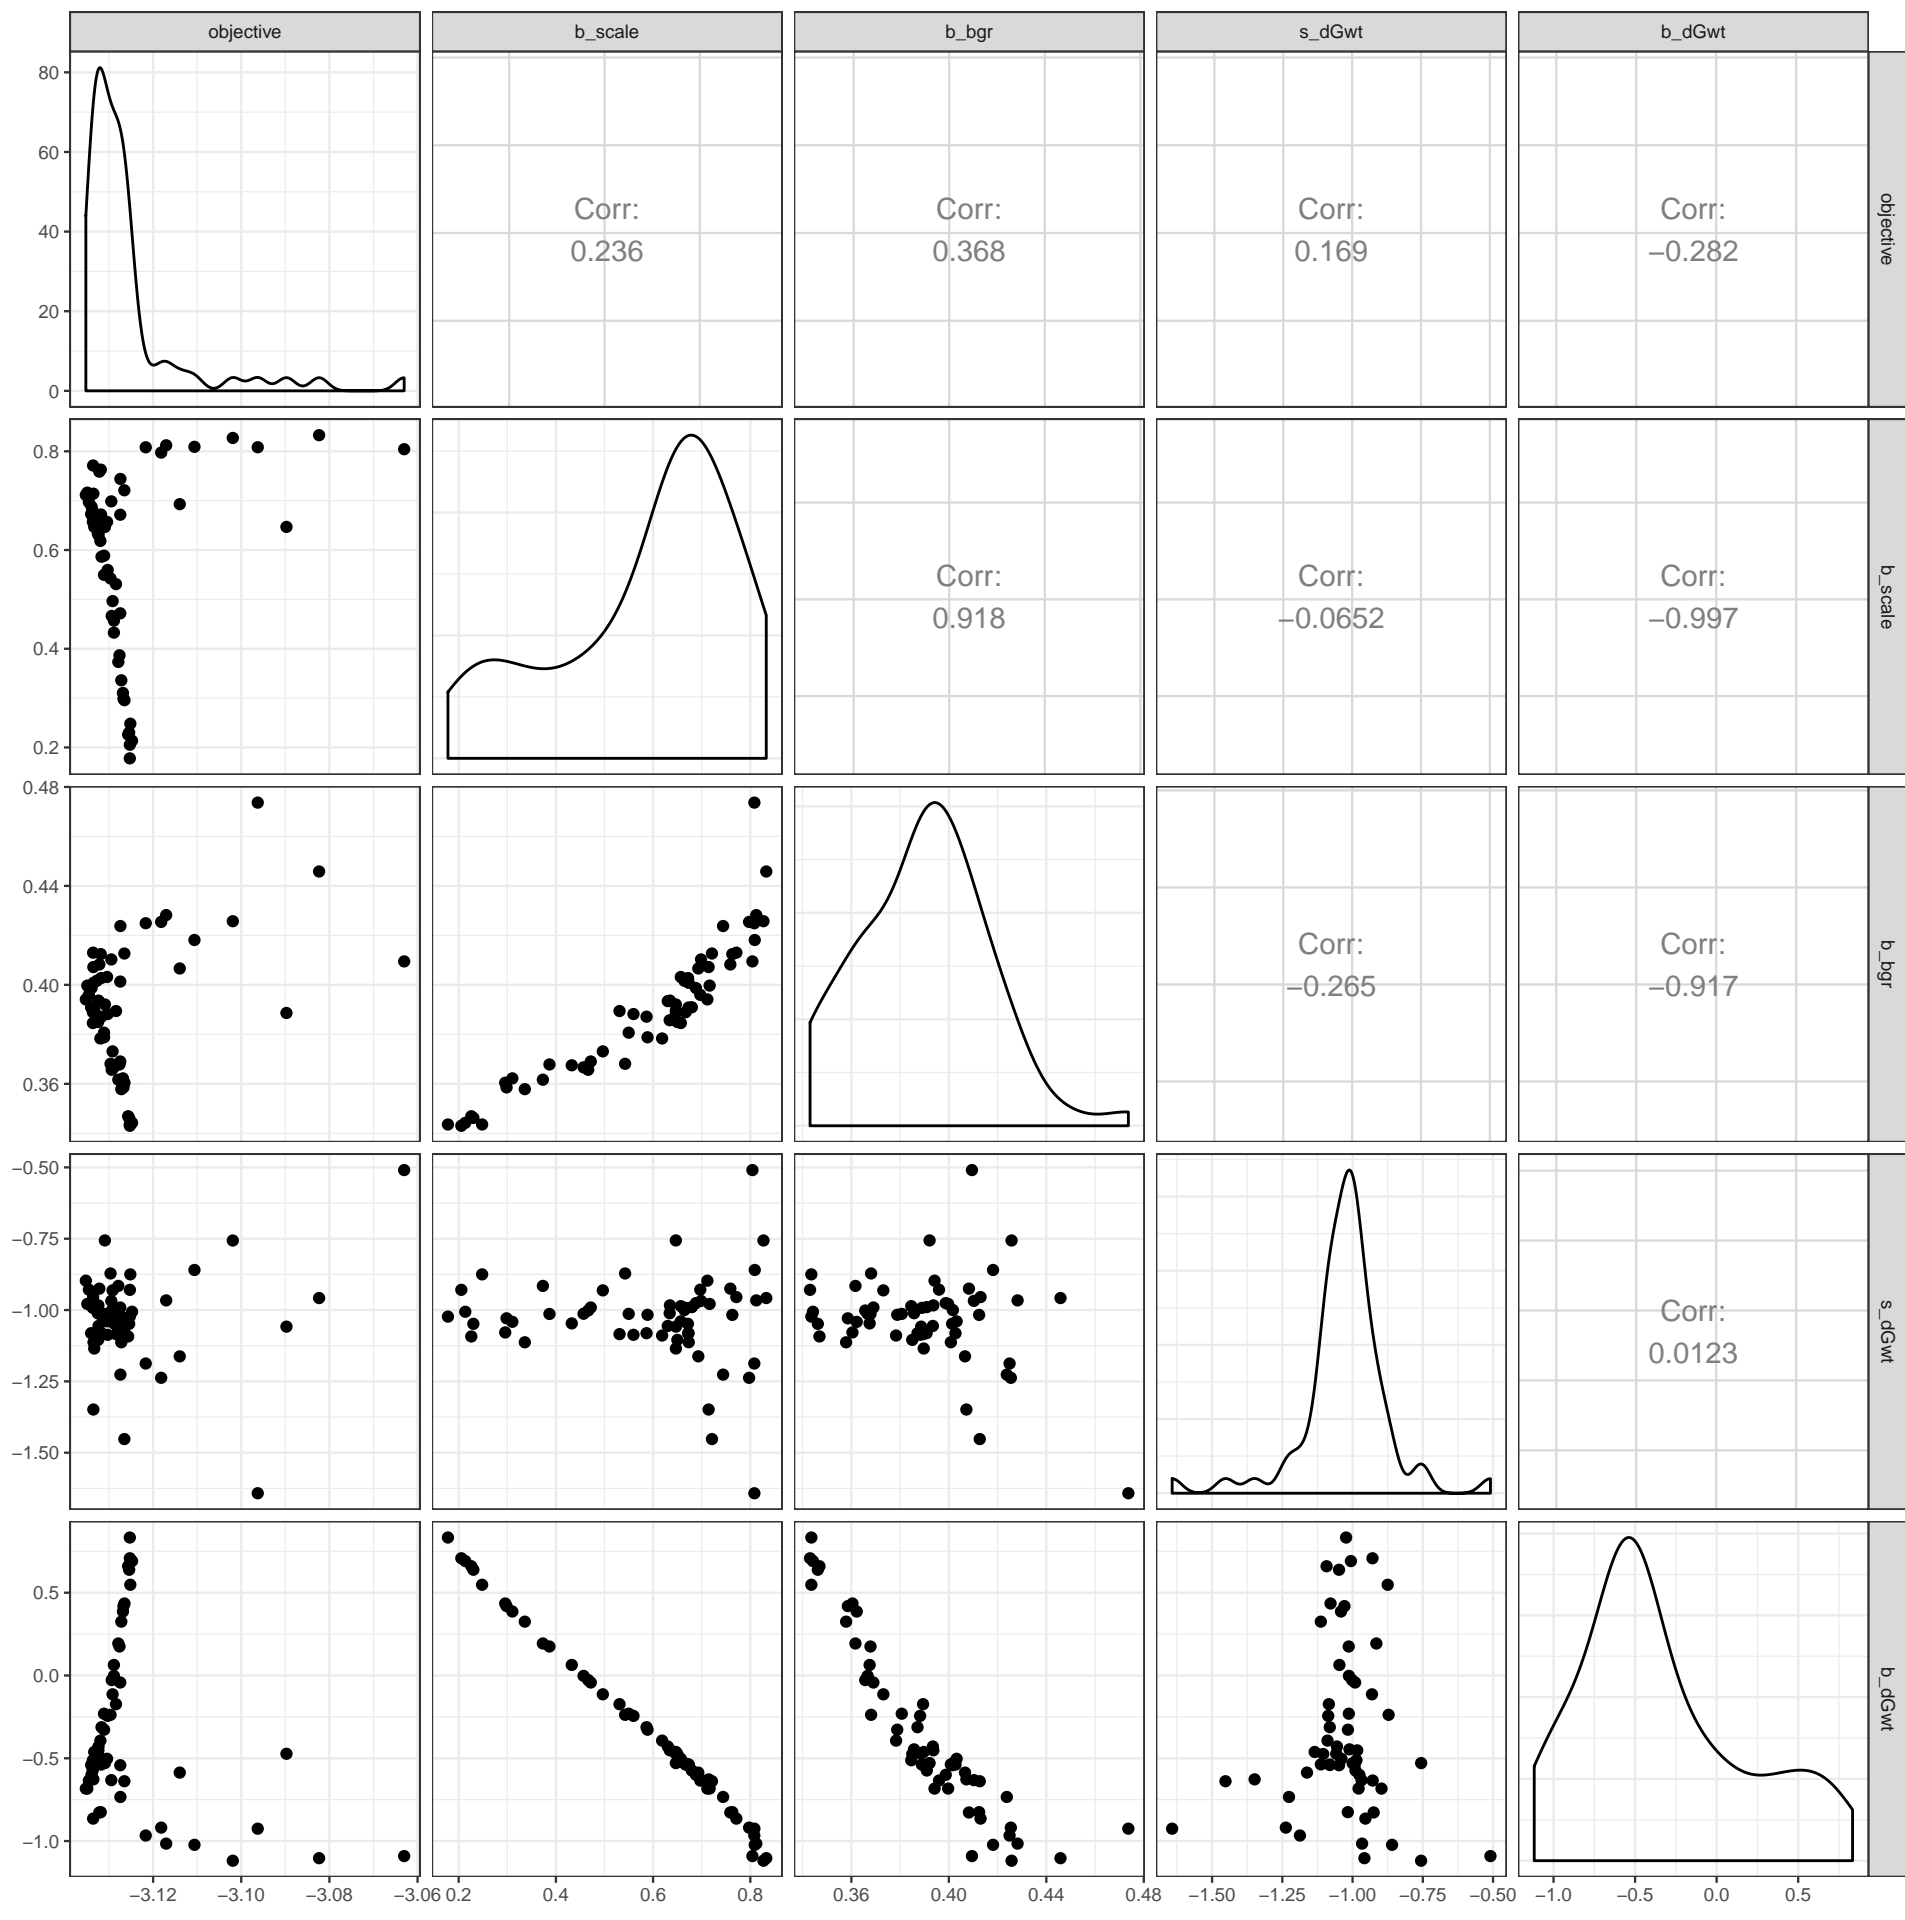 objective b_scale b_bgr s_dGwt b_dGwt
80
60
40
20
0
Corr:
0.236
Corr:
0.368
Corr:
0.169
Corr:
−0.282
objective
0.8
0.6
0.4
0.2
Corr:
0.918
Corr:
−0.0652
Corr:
−0.997
b_scale
0.48
0.44
0.40
0.36
Corr:
−0.265
Corr:
−0.917
b_bgr
−0.50
−0.75
−1.00
−1.25
−1.50
Corr:
0.0123
s_dGwt
0.5
0.0
−0.5
−1.0
b_dGwt
−3.12 −3.10 −3.08 −3.06 0.2 0.4 0.6 0.8 0.36 0.40 0.44 0.48 −1.50 −1.25 −1.00 −0.75 −0.50 −1.0 −0.5 0.0 0.5